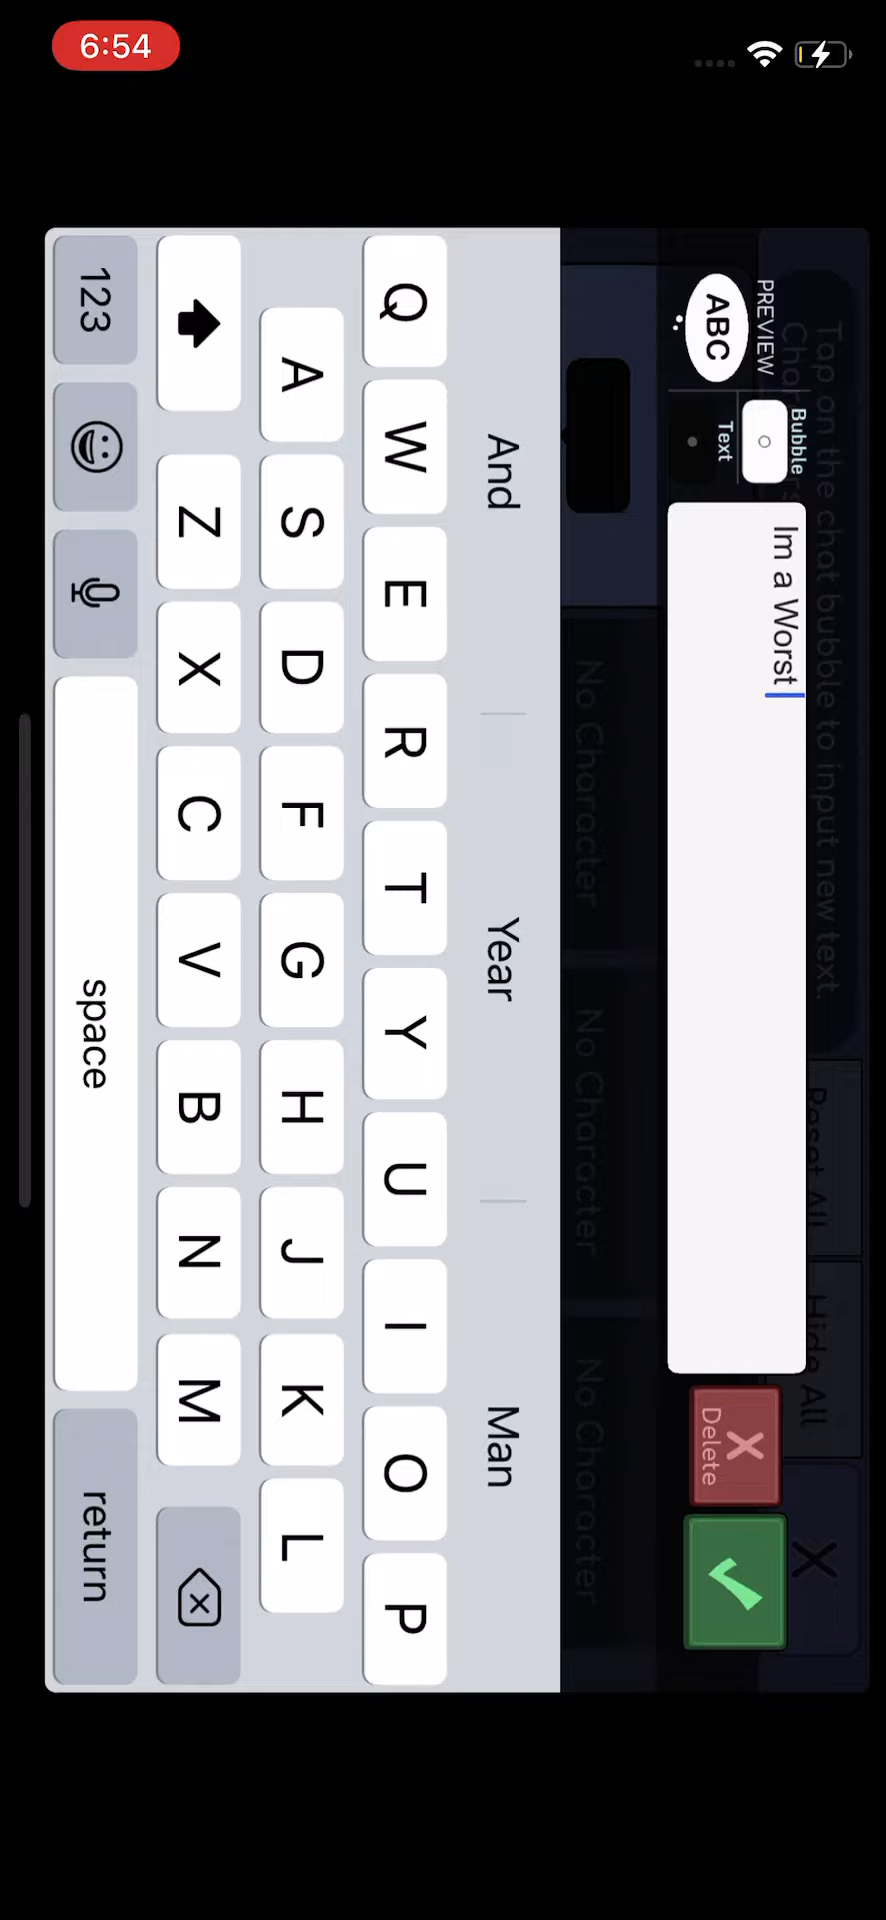 6:54
Tap on the chat bubble to input new text.
PREVIEW
ABC
Bubble
Text
Im a Worst
Reset All
Hide All
X
Delete
No Character
No Character
No Character
And
Year
Man
Q W E R T Y U I O P
A S D F G H J K L
Z X C V B N M
123
space
return